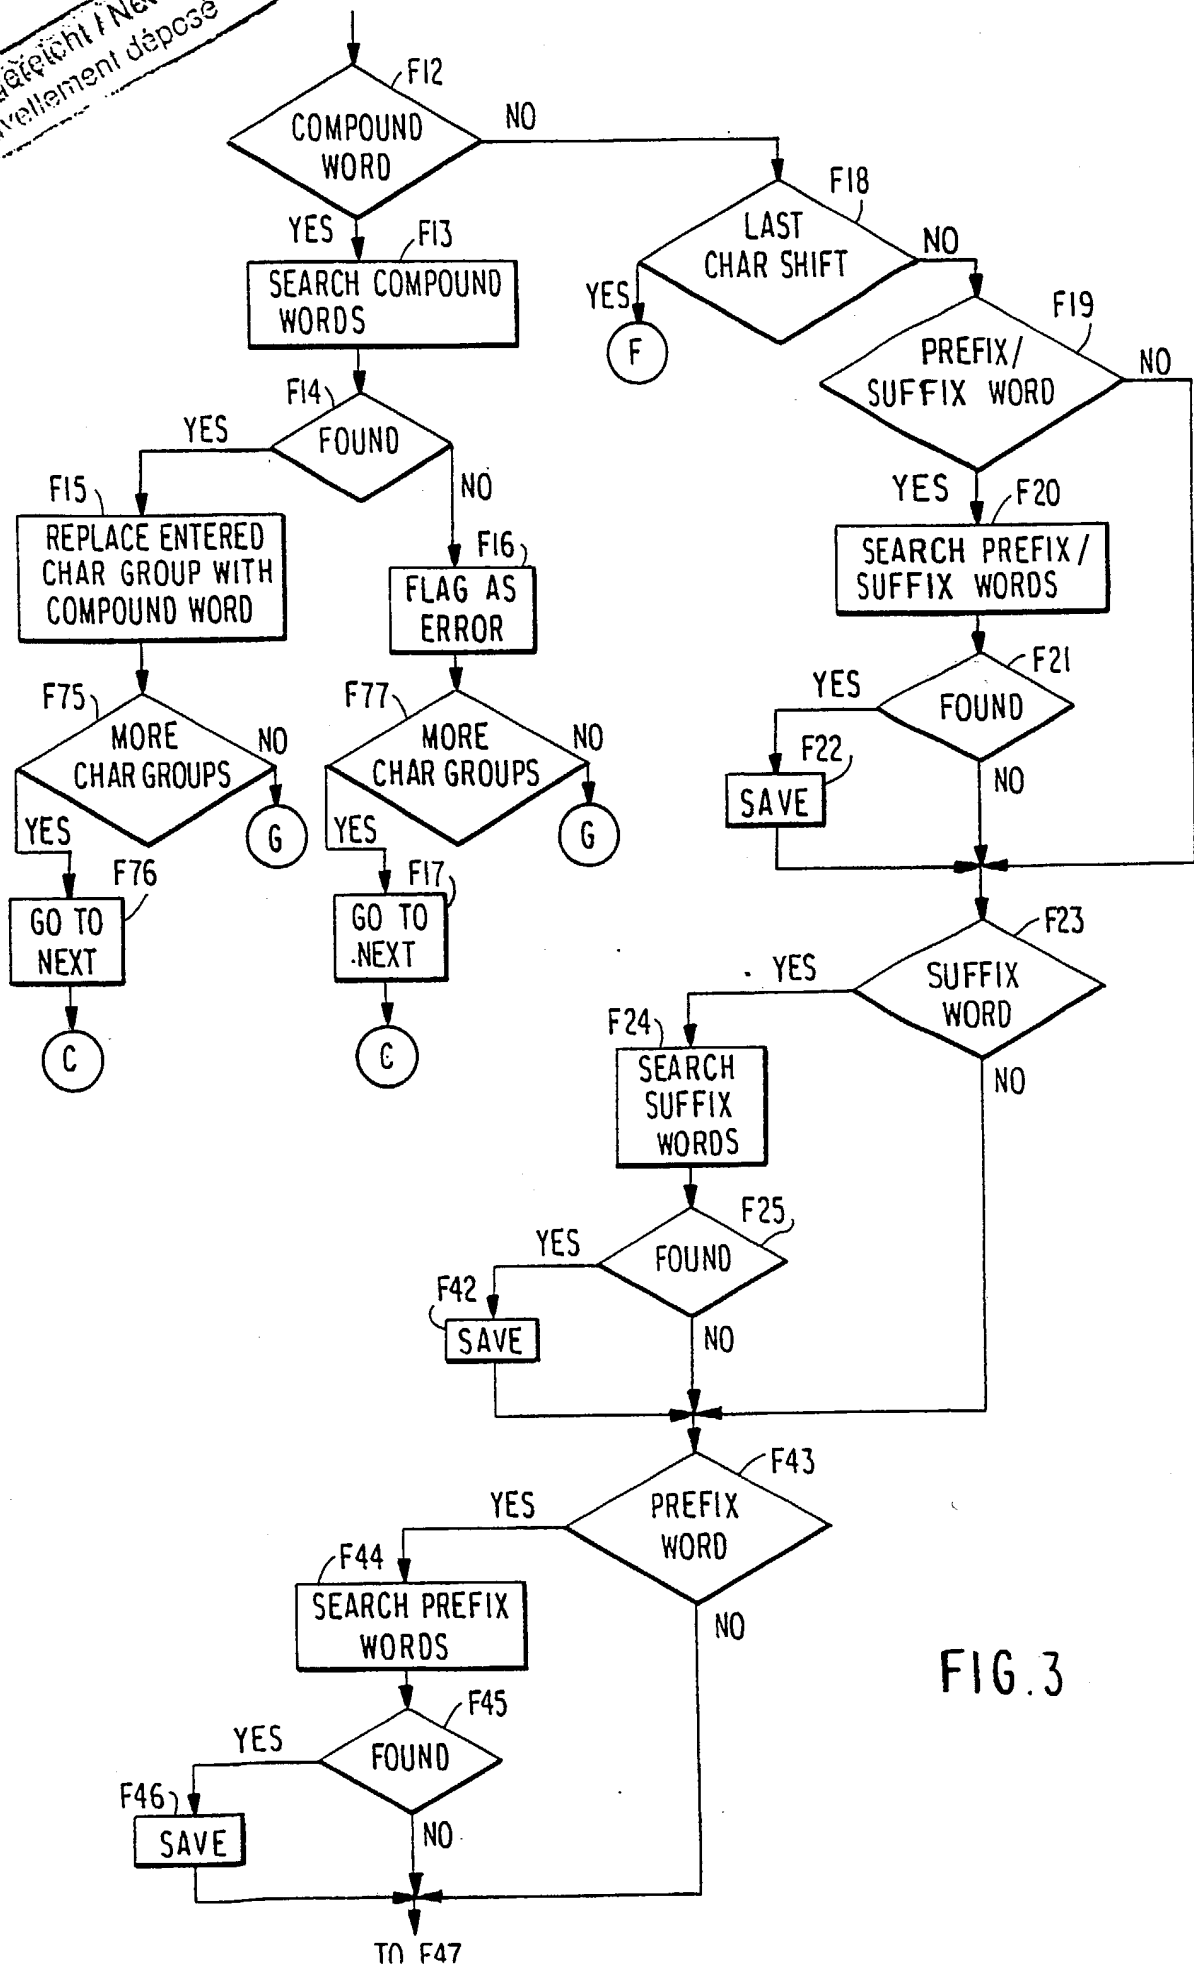 vellement déposé
F12
COMPOUND
WORD
NO
YES
F13
SEARCH COMPOUND
WORDS
F14
FOUND
YES
NO
F15
REPLACE ENTERED
CHAR GROUP WITH
COMPOUND WORD
F16
FLAG AS
ERROR
F75
MORE
CHAR GROUPS
NO
G
YES
F76
GO TO
NEXT
C
F77
MORE
CHAR GROUPS
NO
G
YES
F17
GO TO
NEXT
C
F18
LAST
CHAR SHIFT
YES
F
NO
F19
PREFIX/
SUFFIX WORD
NO
YES
F20
SEARCH PREFIX/
SUFFIX WORDS
F21
FOUND
YES
F22
SAVE
NO
F23
SUFFIX
WORD
YES
NO
F24
SEARCH
SUFFIX
WORDS
F25
FOUND
YES
F42
SAVE
NO
F43
PREFIX
WORD
YES
NO
F44
SEARCH PREFIX
WORDS
F45
FOUND
YES
F46
SAVE
NO
TO F47
FIG.3